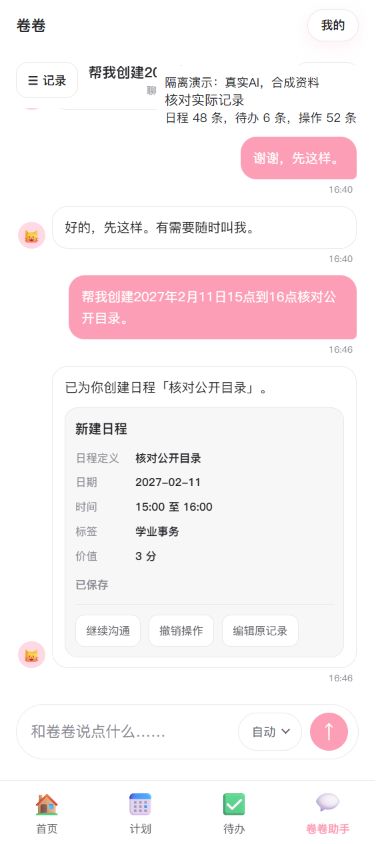 卷卷
我的
☰ 记录
帮我创建20
隔离演示：真实AI，合成资料
核对实际记录
日程 48 条，待办 6 条，操作 52 条
谢谢，先这样。
16:40
好的，先这样。有需要随时叫我。
16:40
帮我创建2027年2月11日15点到16点核对公
开目录。
16:46
已为你创建日程「核对公开目录」。
新建日程
日程定义 核对公开目录
日期 2027-02-11
时间 15:00 至 16:00
标签 学业事务
价值 3 分
已保存
继续沟通 撤销操作 编辑原记录
16:46
和卷卷说点什么……
自动
首页 计划 待办 卷卷助手